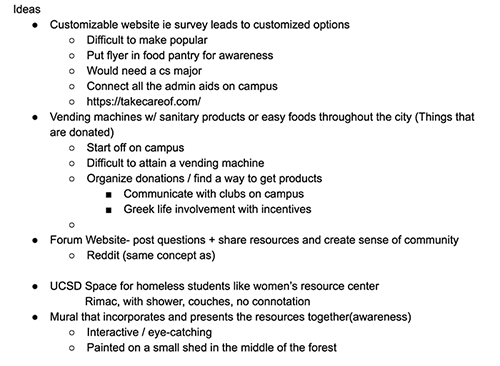 Ideas
● Customizable website ie survey leads to customized options
○ Difficult to make popular
○ Put flyer in food pantry for awareness
○ Would need a cs major
○ Connect all the admin aids on campus
○ https://takecareof.com/
● Vending machines w/ sanitary products or easy foods throughout the city (Things that
are donated)
○ Start off on campus
○ Difficult to attain a vending machine
○ Organize donations / find a way to get products
■ Communicate with clubs on campus
■ Greek life involvement with incentives
○
● Forum Website- post questions + share resources and create sense of community
○ Reddit (same concept as)
● UCSD Space for homeless students like women's resource center
Rimac, with shower, couches, no connotation
● Mural that incorporates and presents the resources together(awareness)
○ Interactive / eye-catching
○ Painted on a small shed in the middle of the forest